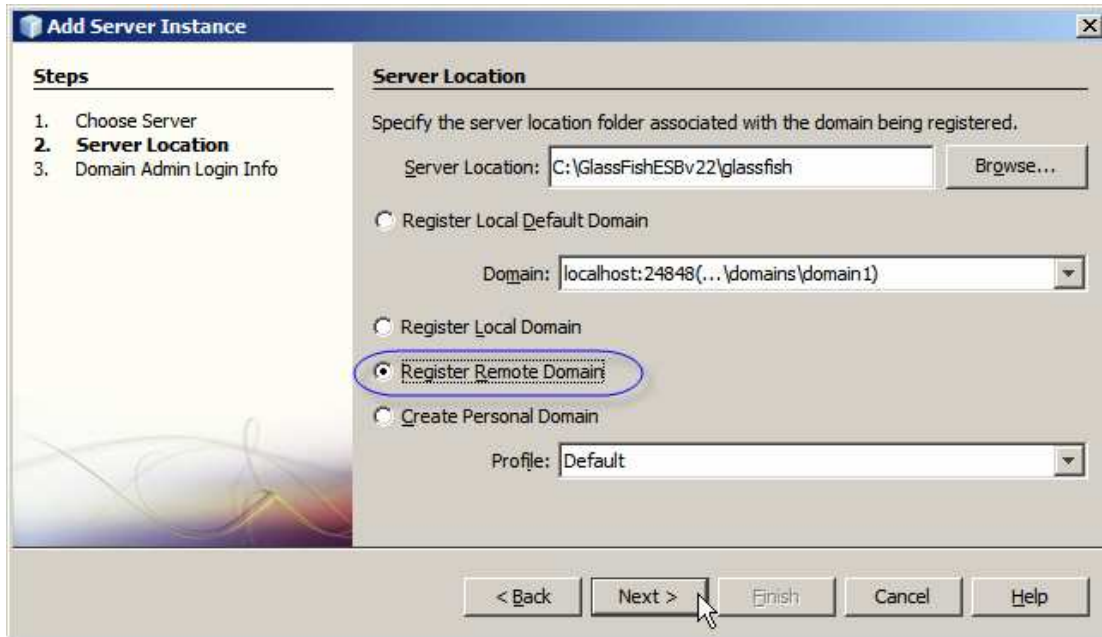 Add Server Instance
Steps
1. Choose Server
2. Server Location
3. Domain Admin Login Info
Server Location
Specify the server location folder associated with the domain being registered.
Server Location: C:\GlassFishESBv22\glassfish Browse...
Register Local Default Domain
Domain: localhost:24848(...\domains\domain1)
Register Local Domain
Register Remote Domain
Create Personal Domain
Profile: Default
< Back Next > Finish Cancel Help